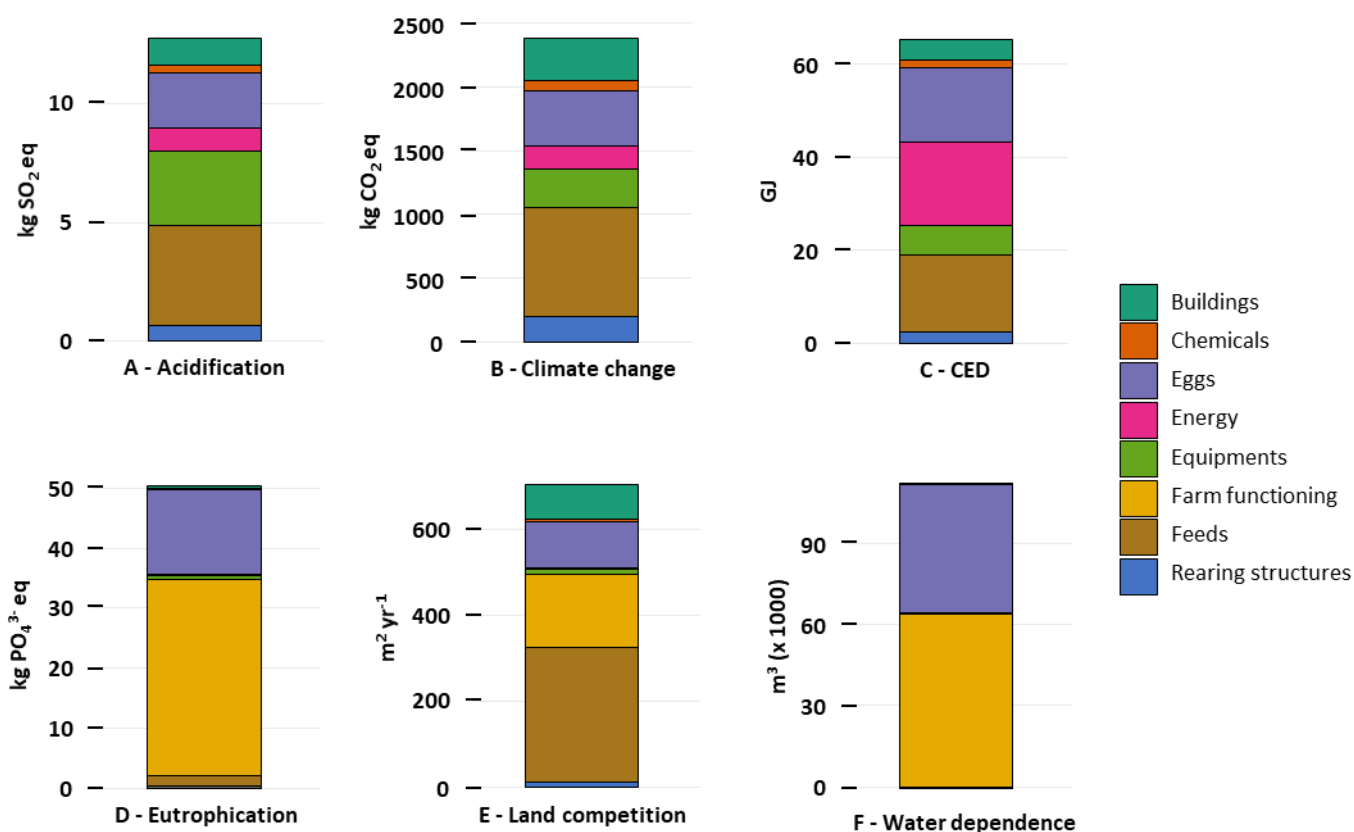 kg SO₂ eq
10
5
0
A - Acidification
kg CO₂ eq
2500
2000
1500
1000
500
0
B - Climate change
GJ
60
40
20
0
C - CED
Buildings
Chemicals
Eggs
Energy
Equipments
Farm functioning
Feeds
Rearing structures
kg PO₄³⁻ eq
50
40
30
20
10
0
D - Eutrophication
m² yr⁻¹
600
400
200
0
E - Land competition
m³ (x 1000)
90
60
30
0
F - Water dependence